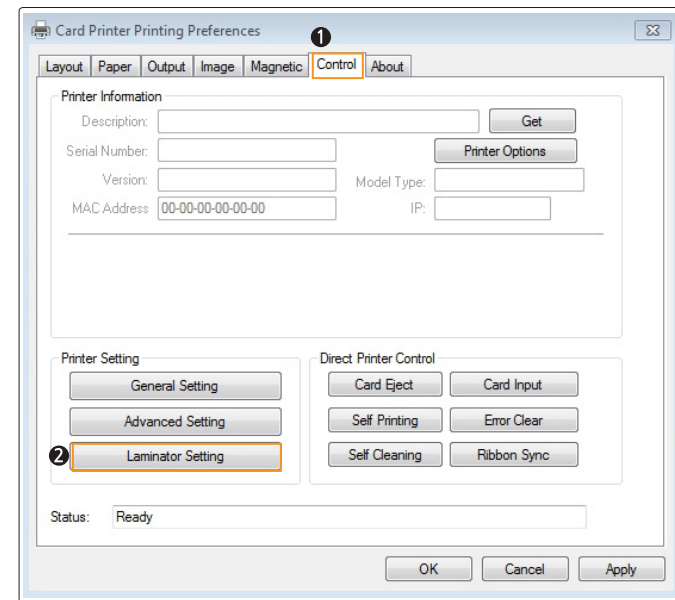 Card Printer Printing Preferences
❶
Layout Paper Output Image Magnetic Control About
Printer Information
Description: Get
Serial Number: Printer Options
Version: Model Type:
MAC Address 00-00-00-00-00-00 IP:
Printer Setting Direct Printer Control
General Setting Card Eject Card Input
Advanced Setting Self Printing Error Clear
❷ Laminator Setting Self Cleaning Ribbon Sync
Status: Ready
OK Cancel Apply